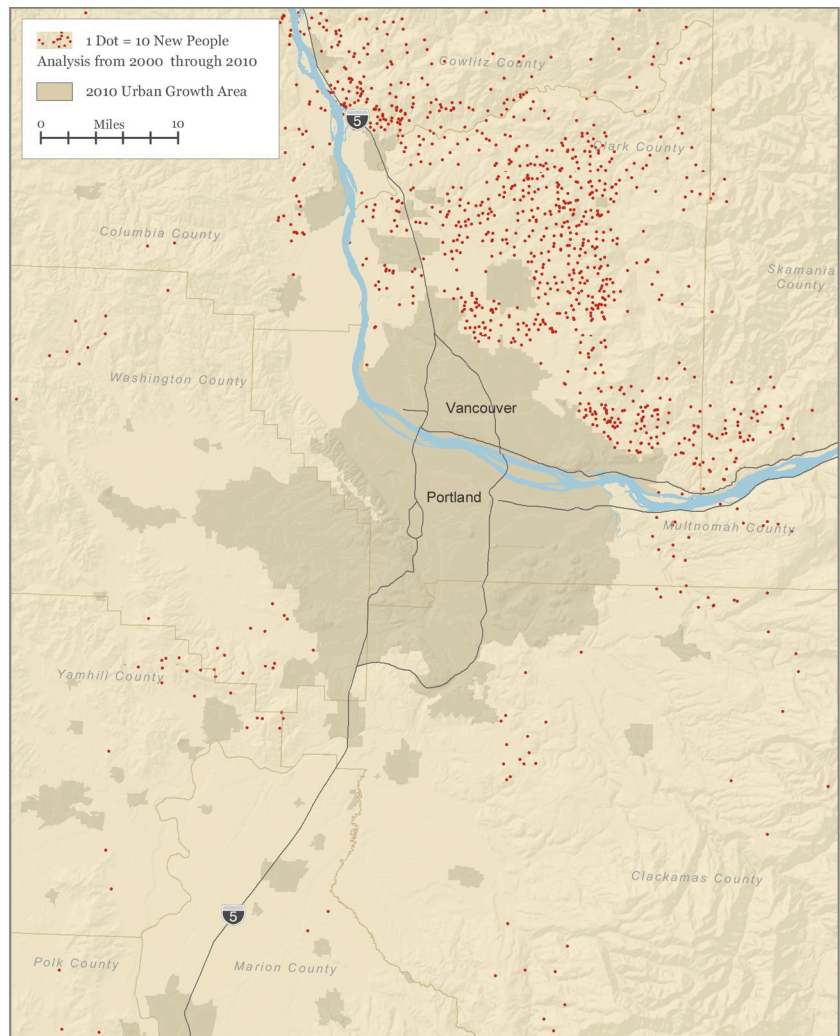 1 Dot = 10 New People
Analysis from 2000 through 2010
2010 Urban Growth Area
0 Miles 10
Cowlitz County
5
Clark County
Columbia County
Skamania
County
Washington County
Vancouver
Portland
Multnomah County
Yamhill County
Clackamas County
5
Polk County
Marion County